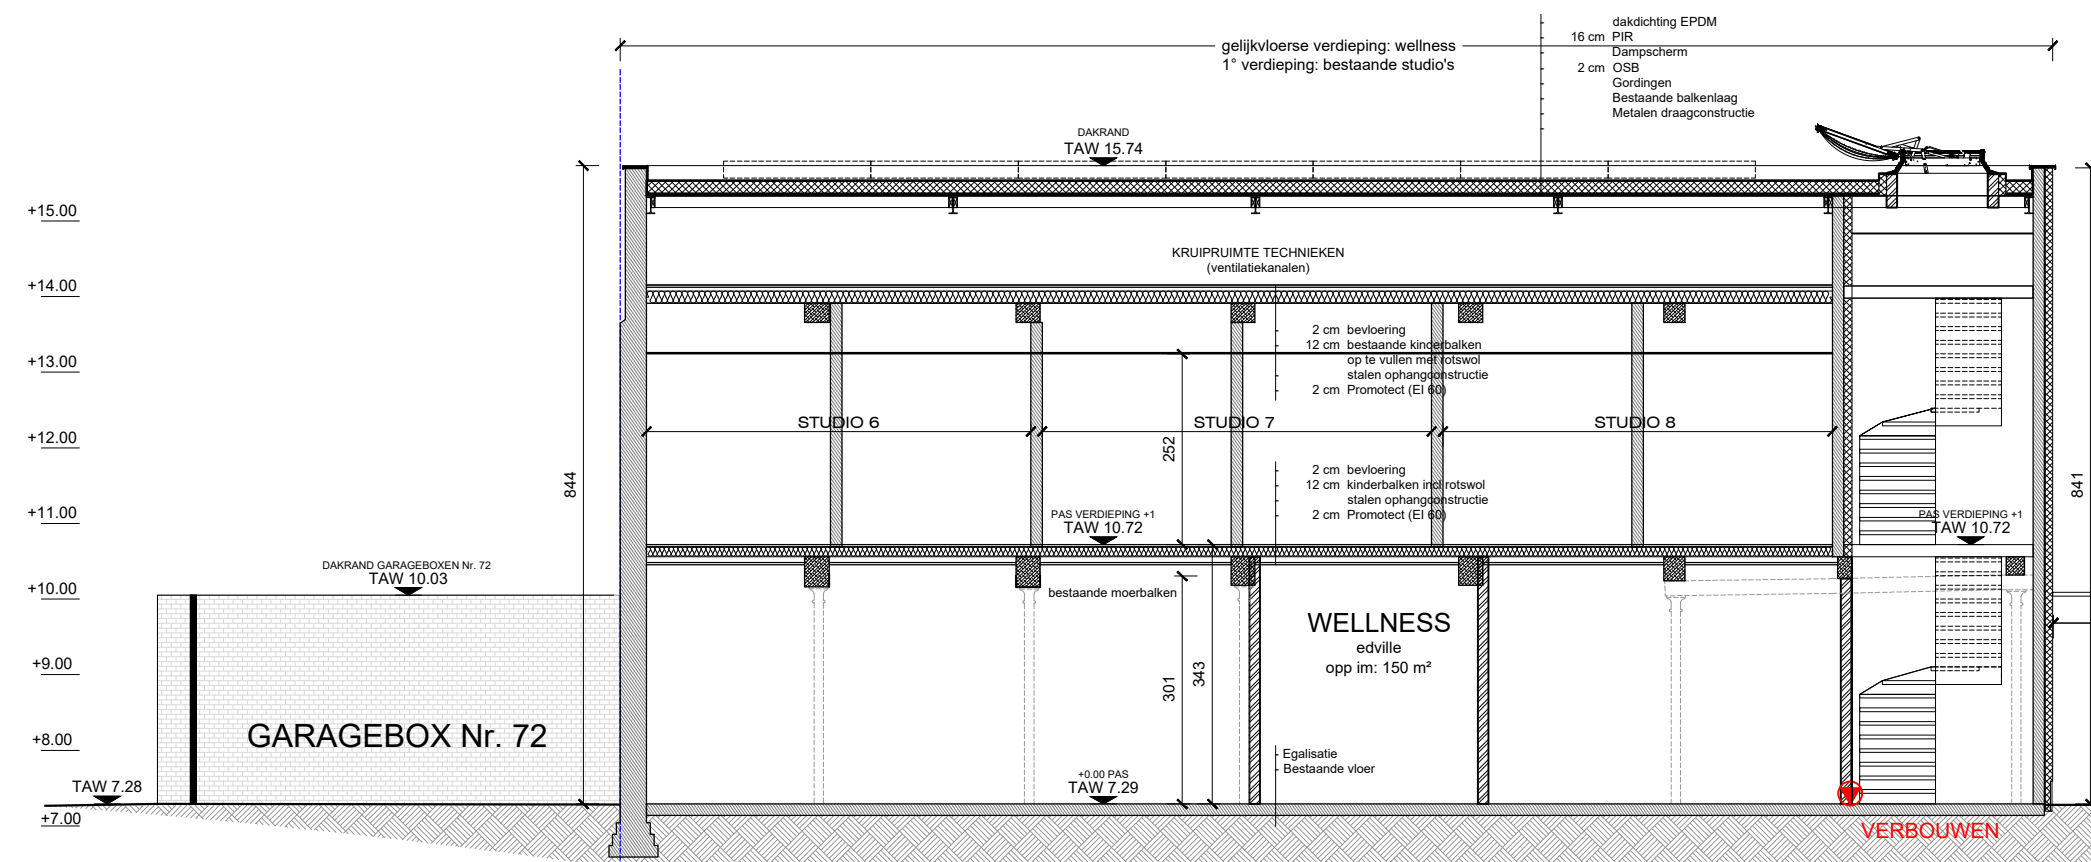 dakdichting EPDM
16 cm PIR
Dampscherm
2 cm OSB
Gordingen
Bestaande balkenlaag
Metalen draagconstructie
gelijkvloerse verdieping: wellness
1° verdieping: bestaande studio's
DAKRAND
TAW 15.74
+15.00
+14.00
+13.00
+12.00
+11.00
+10.00
+9.00
+8.00
+7.00
KRUIPRUIMTE TECHNIEKEN
(ventilatiekanalen)
2 cm bevloering
12 cm bestaande kinderbalken
op te vullen met rotswol
stalen ophangconstructie
2 cm Promotect (EI 60)
STUDIO 6
STUDIO 7
STUDIO 8
252
844
841
2 cm bevloering
12 cm kinderbalken incl rotswol
stalen ophangconstructie
2 cm Promotect (EI 60)
PAS VERDIEPING +1
TAW 10.72
PAS VERDIEPING +1
TAW 10.72
DAKRAND GARAGEBOXEN Nr. 72
TAW 10.03
bestaande moerbalken
WELLNESS
edville
opp im: 150 m²
301
343
GARAGEBOX Nr. 72
Egalisatie
Bestaande vloer
TAW 7.28
+0.00 PAS
TAW 7.29
VERBOUWEN